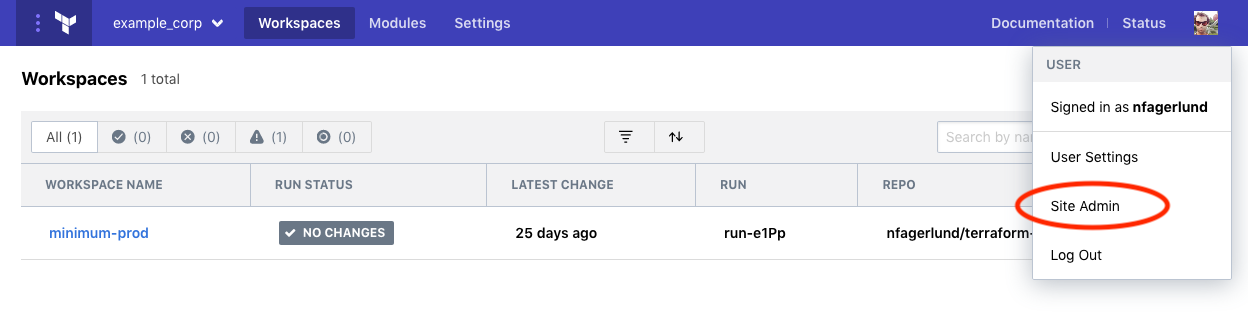 example_corp Workspaces Modules Settings Documentation Status
USER
Workspaces 1 total
Signed in as nfagerlund
All (1) (0) (0) (1) (0) Search by
User Settings
WORKSPACE NAME RUN STATUS LATEST CHANGE RUN REPO
Site Admin
minimum-prod NO CHANGES 25 days ago run-e1Pp nfagerlund/terraform-
Log Out